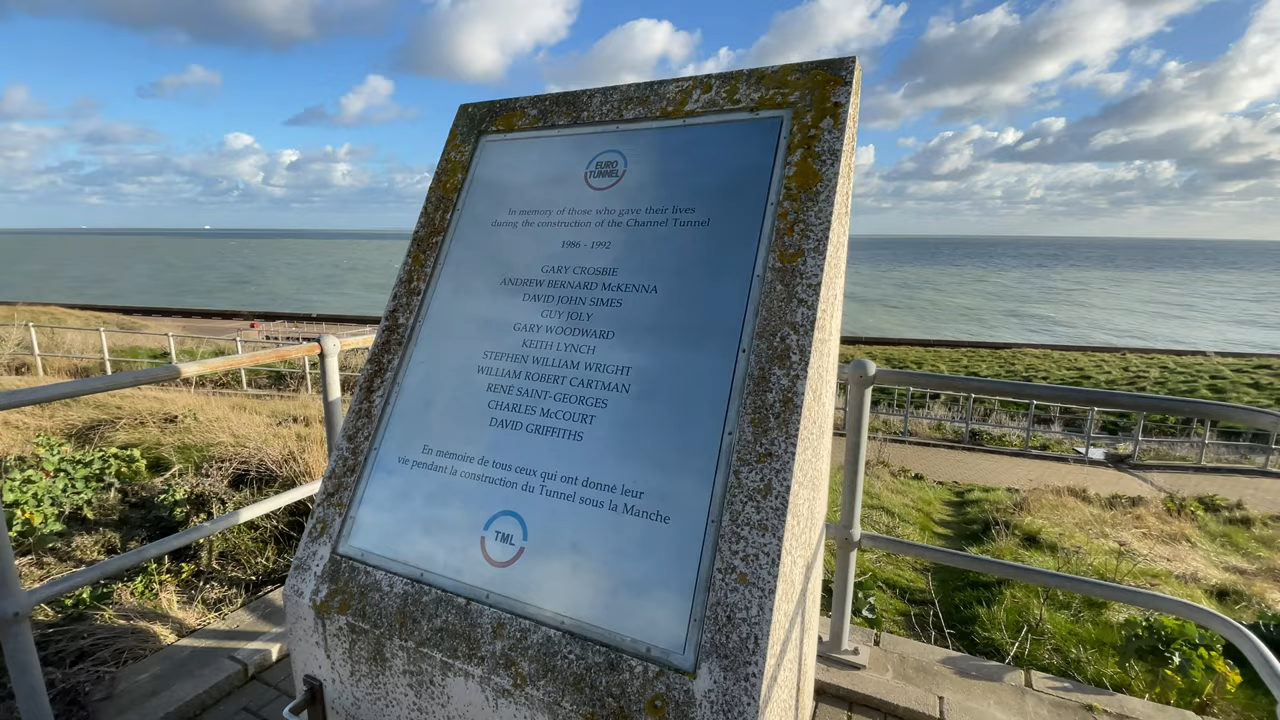 EURO
TUNNEL
In memory of those who gave their lives
during the construction of the Channel Tunnel
1986 - 1992
GARY CROSBIE
ANDREW BERNARD McKENNA
DAVID JOHN SIMES
GUY JOLY
GARY WOODWARD
KEITH LYNCH
STEPHEN WILLIAM WRIGHT
WILLIAM ROBERT CARTMAN
RENÉ SAINT-GEORGES
CHARLES McCOURT
DAVID GRIFFITHS
En mémoire de tous ceux qui ont donné leur
vie pendant la construction du Tunnel sous la Manche
TML